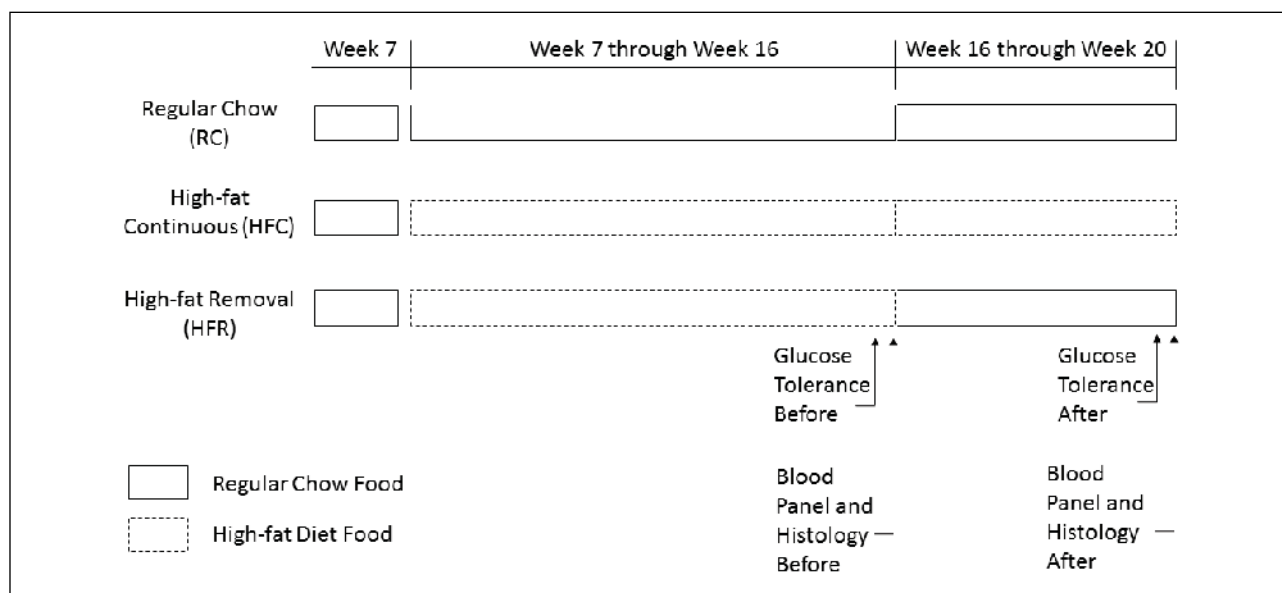 Week 7
Week 7 through Week 16
Week 16 through Week 20
Regular Chow
(RC)
High-fat
Continuous (HFC)
High-fat Removal
(HFR)
Glucose
Tolerance
Before
Glucose
Tolerance
After
Regular Chow Food
High-fat Diet Food
Blood
Panel and
Histology
Before
Blood
Panel and
Histology
After